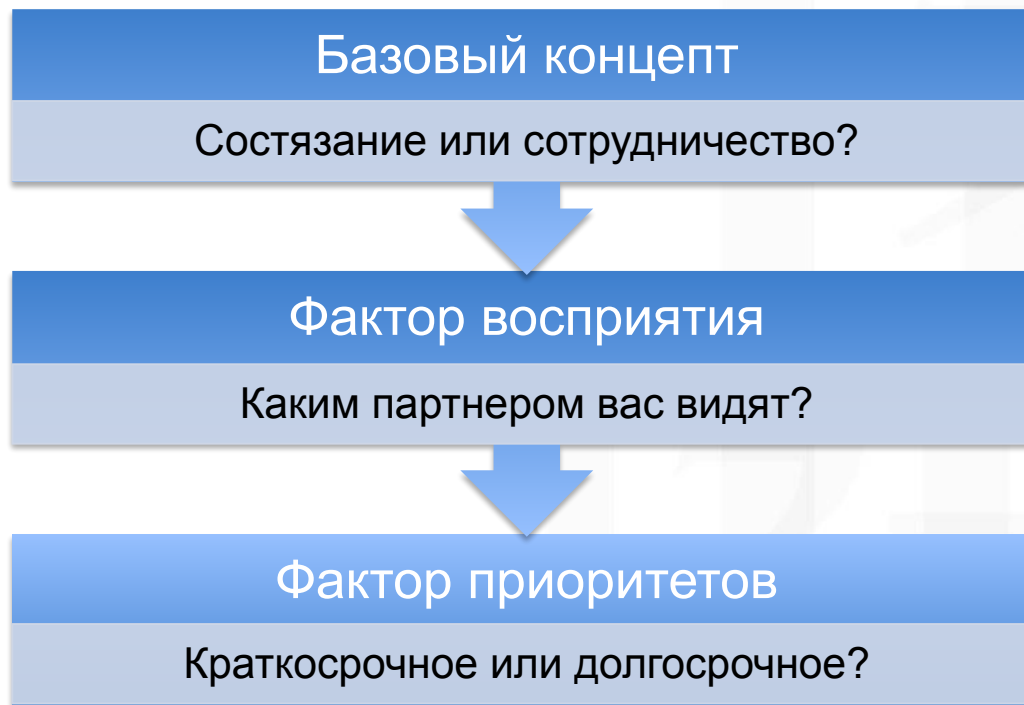 Базовый концепт
Состязание или сотрудничество?
Фактор восприятия
Каким партнером вас видят?
Фактор приоритетов
Краткосрочное или долгосрочное?